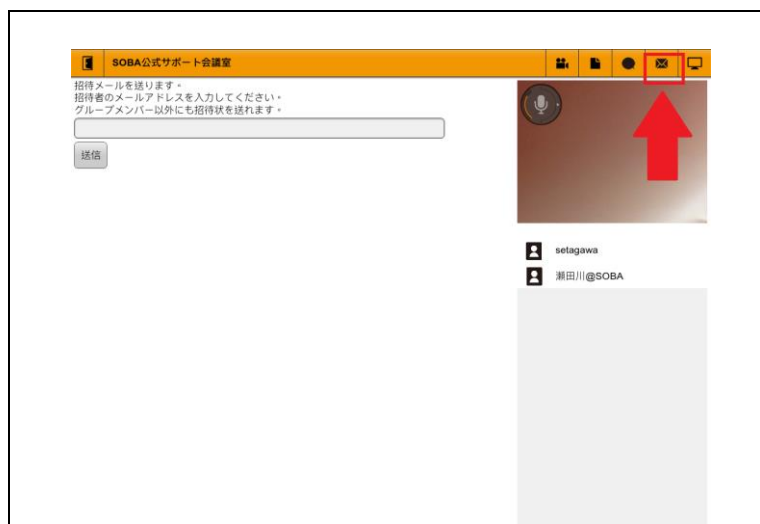 SOBA公式サポート会議室
招待メールを送ります。
招待者のメールアドレスを入力してください。
グループメンバー以外にも招待状を送れます。
送信
setagawa
瀬田川@SOBA